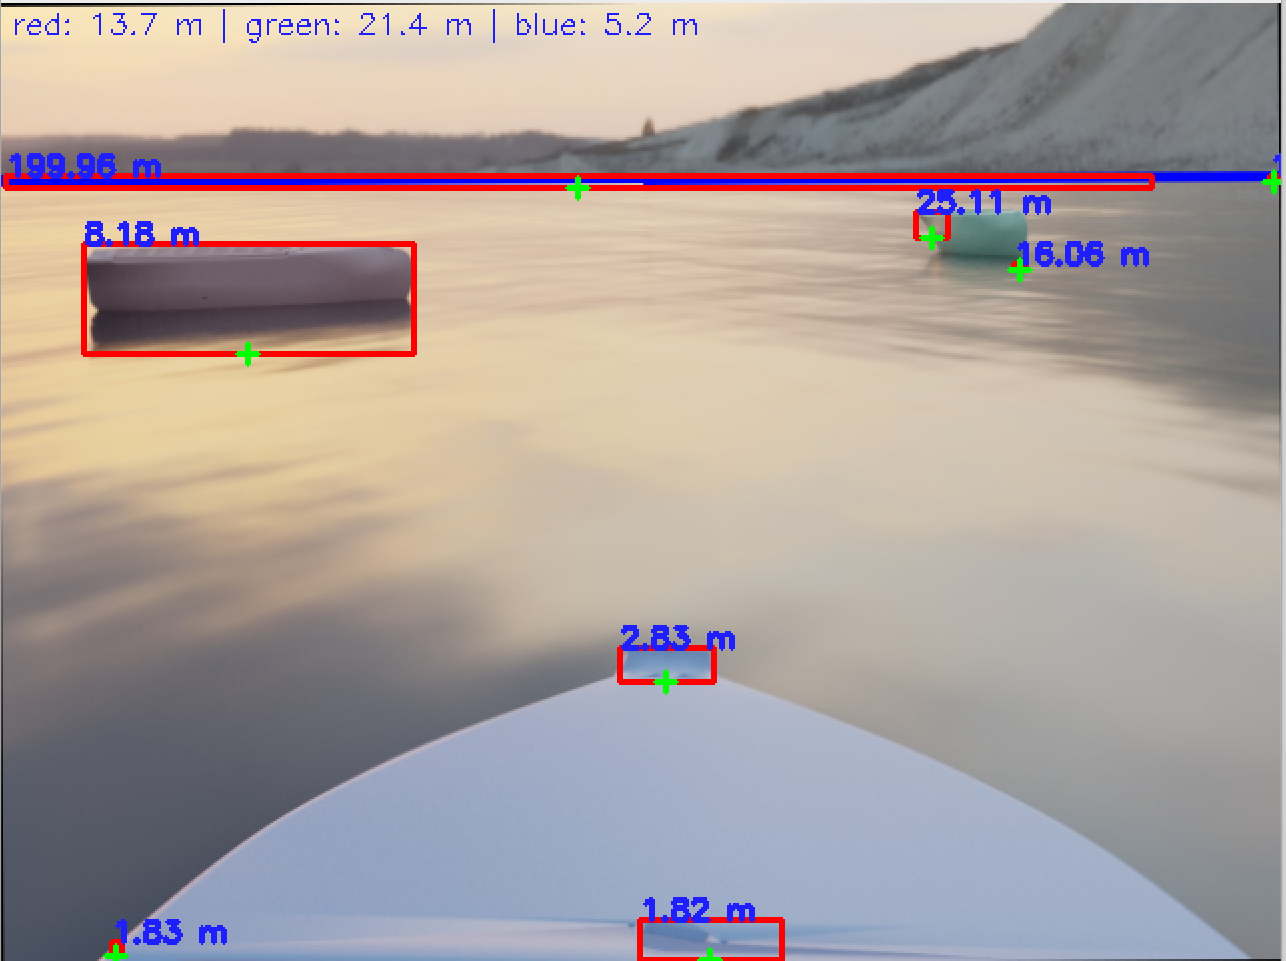 red: 13.7 m | green: 21.4 m | blue: 5.2 m
199.96 m
25.11 m
8.18 m
16.06 m
2.83 m
1.82 m
1.83 m